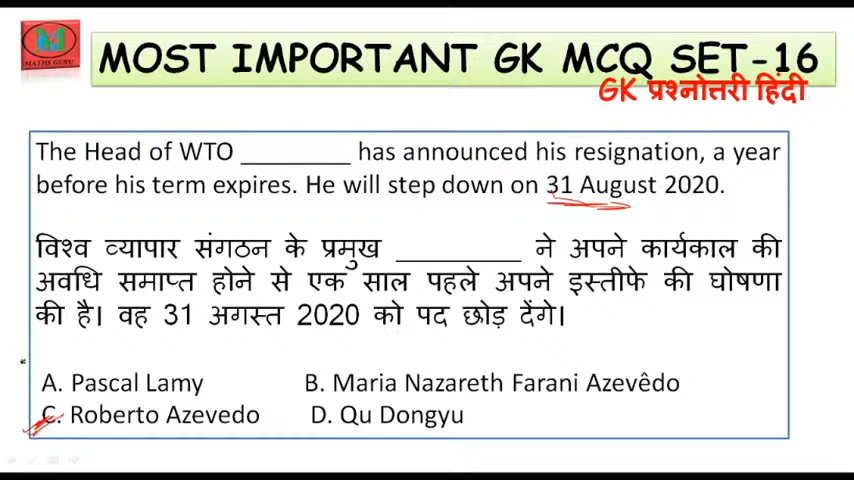 MATHS GURU
MOST IMPORTANT GK MCQ SET-16
GK प्रश्नोत्तरी हिंदी
The Head of WTO ________ has announced his resignation, a year
before his term expires. He will step down on 31 August 2020.
विश्व व्यापार संगठन के प्रमुख _________ ने अपने कार्यकाल की
अवधि समाप्त होने से एक साल पहले अपने इस्तीफे की घोषणा
की है। वह 31 अगस्त 2020 को पद छोड़ देंगे।
A. Pascal Lamy B. Maria Nazareth Farani Azevêdo
C. Roberto Azevedo D. Qu Dongyu